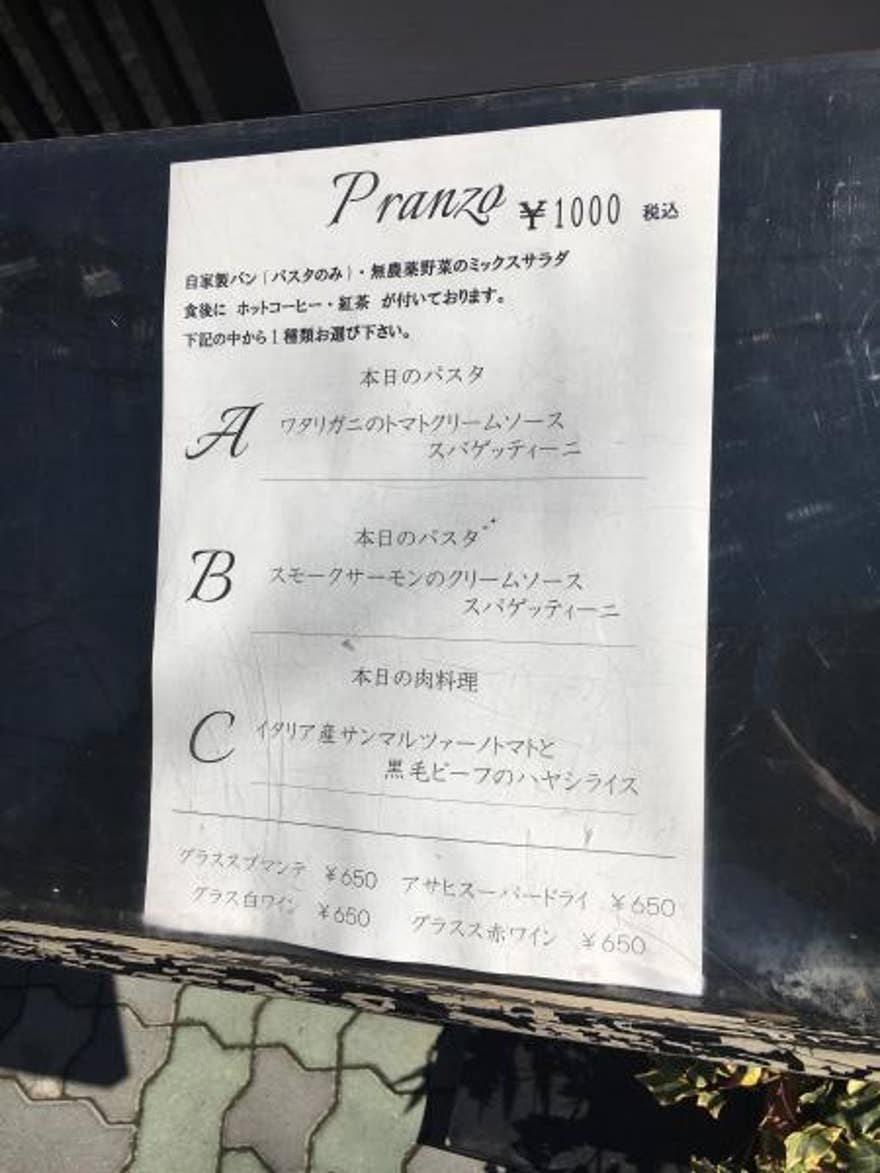 Pranzo ¥1000 税込
自家製パン(パスタのみ)・無農薬野菜のミックスサラダ
食後に ホットコーヒー・紅茶 が付いております。
下記の中から1種類お選び下さい。
本日のパスタ
A ワタリガニのトマトクリームソース
スパゲッティーニ
本日のパスタ
B スモークサーモンのクリームソース
スパゲッティーニ
本日の肉料理
C イタリア産サンマルツァーノトマトと
黒毛ビーフのハヤシライス
グラススプマンテ ¥650 アサヒスーパードライ ¥650
グラス白ワイン ¥650 グラスス赤ワイン ¥650